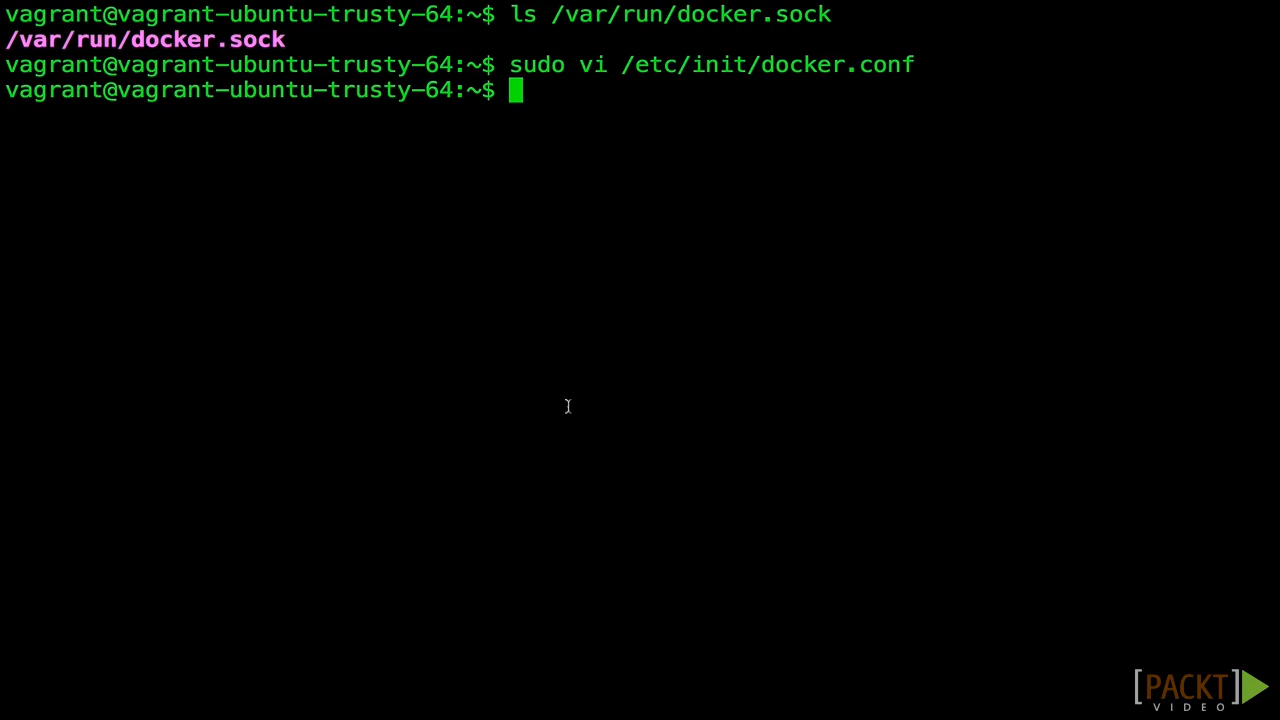 vagrant@vagrant-ubuntu-trusty-64:~$ ls /var/run/docker.sock
/var/run/docker.sock
vagrant@vagrant-ubuntu-trusty-64:~$ sudo vi /etc/init/docker.conf
vagrant@vagrant-ubuntu-trusty-64:~$
[PACKT]
VIDEO